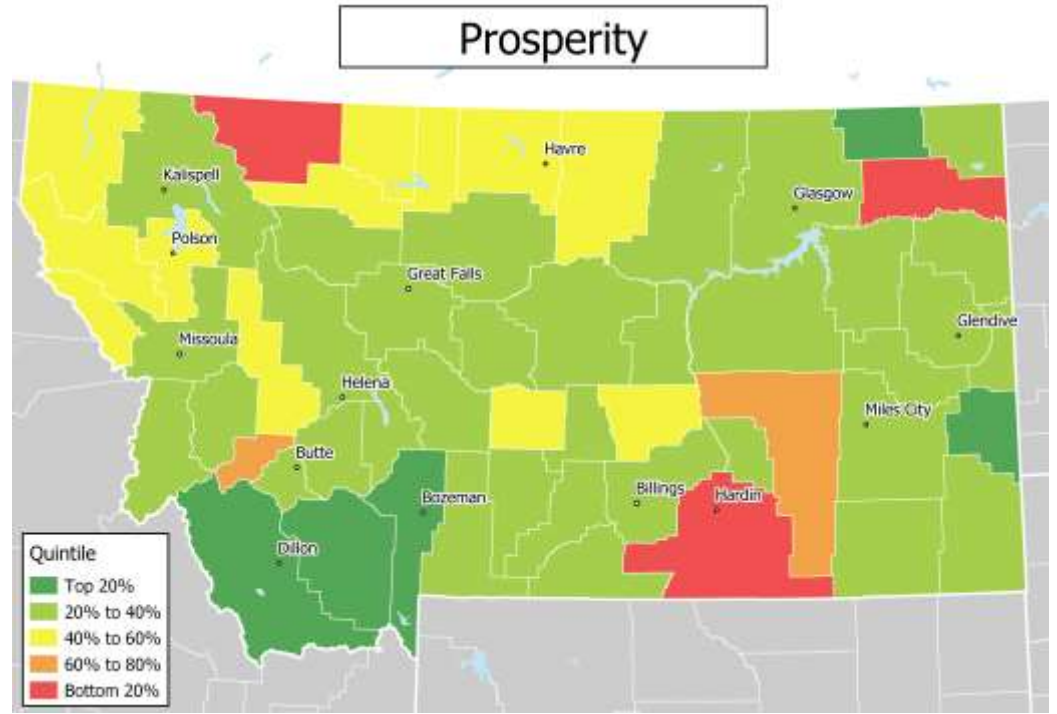 Prosperity
Havre
Kalispell
Glasgow
Polson
Great Falls
Glendive
Missoula
Helena
Miles City
Butte
Billings
Hardin
Bozeman
Dillon
Quintile
Top 20%
20% to 40%
40% to 60%
60% to 80%
Bottom 20%